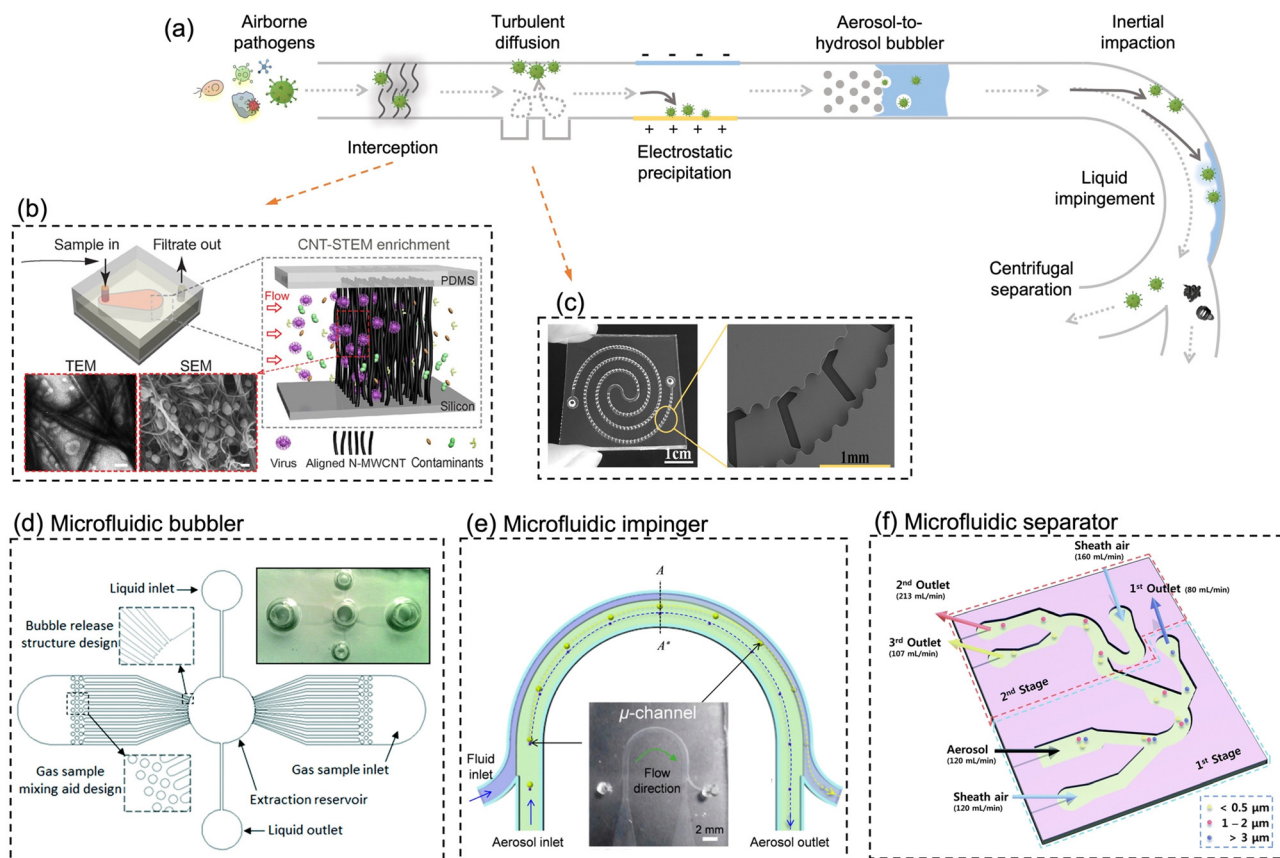 (a)
Airborne
pathogens
Interception
Turbulent
diffusion
- - - -
+ + + +
Electrostatic
precipitation
Aerosol-to-
hydrosol bubbler
Inertial
impaction
Liquid
impingement
Centrifugal
separation
(b)
Sample in
Filtrate out
CNT-STEM enrichment
PDMS
Flow
Silicon
TEM
SEM
Virus
Aligned N-MWCNT
Contaminants
(c)
1cm
1mm
(d) Microfluidic bubbler
Liquid inlet
Bubble release
structure design
Gas sample
mixing aid design
Gas sample inlet
Extraction reservoir
Liquid outlet
(e) Microfluidic impinger
A
A*
μ-channel
Flow
direction
2 mm
Fluid
inlet
Aerosol inlet
Aerosol outlet
(f) Microfluidic separator
Sheath air
(160 mL/min)
2nd Outlet
(213 mL/min)
1st Outlet (80 mL/min)
3rd Outlet
(107 mL/min)
2nd Stage
Aerosol
(120 mL/min)
1st Stage
Sheath air
(120 mL/min)
< 0.5 μm
1 – 2 μm
> 3 μm